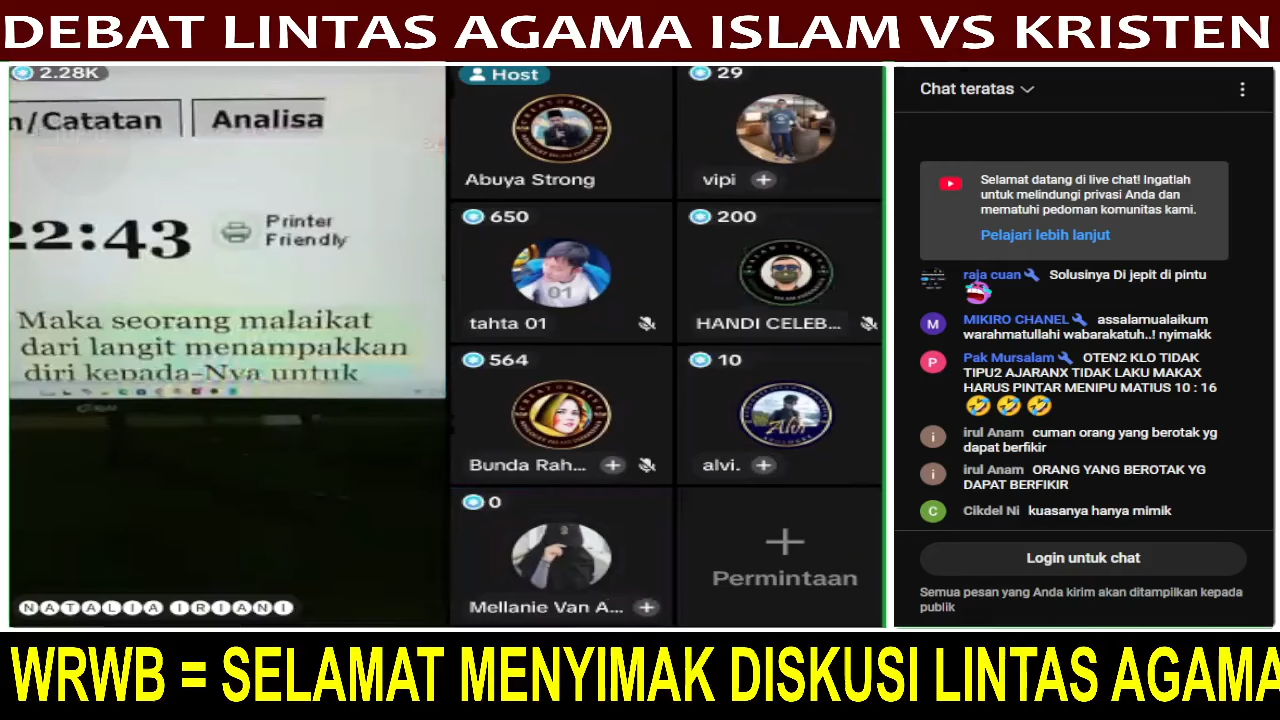 DEBAT LINTAS AGAMA ISLAM VS KRISTEN
2.28K
n/Catatan
Analisa
22:43
Printer
Friendly
Maka seorang malaikat
dari langit menampakkan
diri kepada-Nya untuk
NATALIA IRIANI
Host
Abuya Strong
29
vipi
650
01
tahta 01
200
HANDI CELEB...
564
Bunda Rah...
10
Alvi
alvi.
0
Mellanie Van A...
Permintaan
Chat teratas
Selamat datang di live chat! Ingatlah
untuk melindungi privasi Anda dan
mematuhi pedoman komunitas kami.
Pelajari lebih lanjut
raja cuan Solusinya Di jepit di pintu
M
MIKIRO CHANEL assalamualaikum
warahmatullahi wabarakatuh..! nyimakk
P
Pak Mursalam OTEN2 KLO TIDAK
TIPU2 AJARANX TIDAK LAKU MAKAX
HARUS PINTAR MENIPU MATIUS 10 : 16
🤣🤣🤣
i
irul Anam cuman orang yang berotak yg
dapat berfikir
i
irul Anam ORANG YANG BEROTAK YG
DAPAT BERFIKIR
C
Cikdel Ni kuasanya hanya mimik
Login untuk chat
Semua pesan yang Anda kirim akan ditampilkan kepada
publik
WRWB = SELAMAT MENYIMAK DISKUSI LINTAS AGAMA